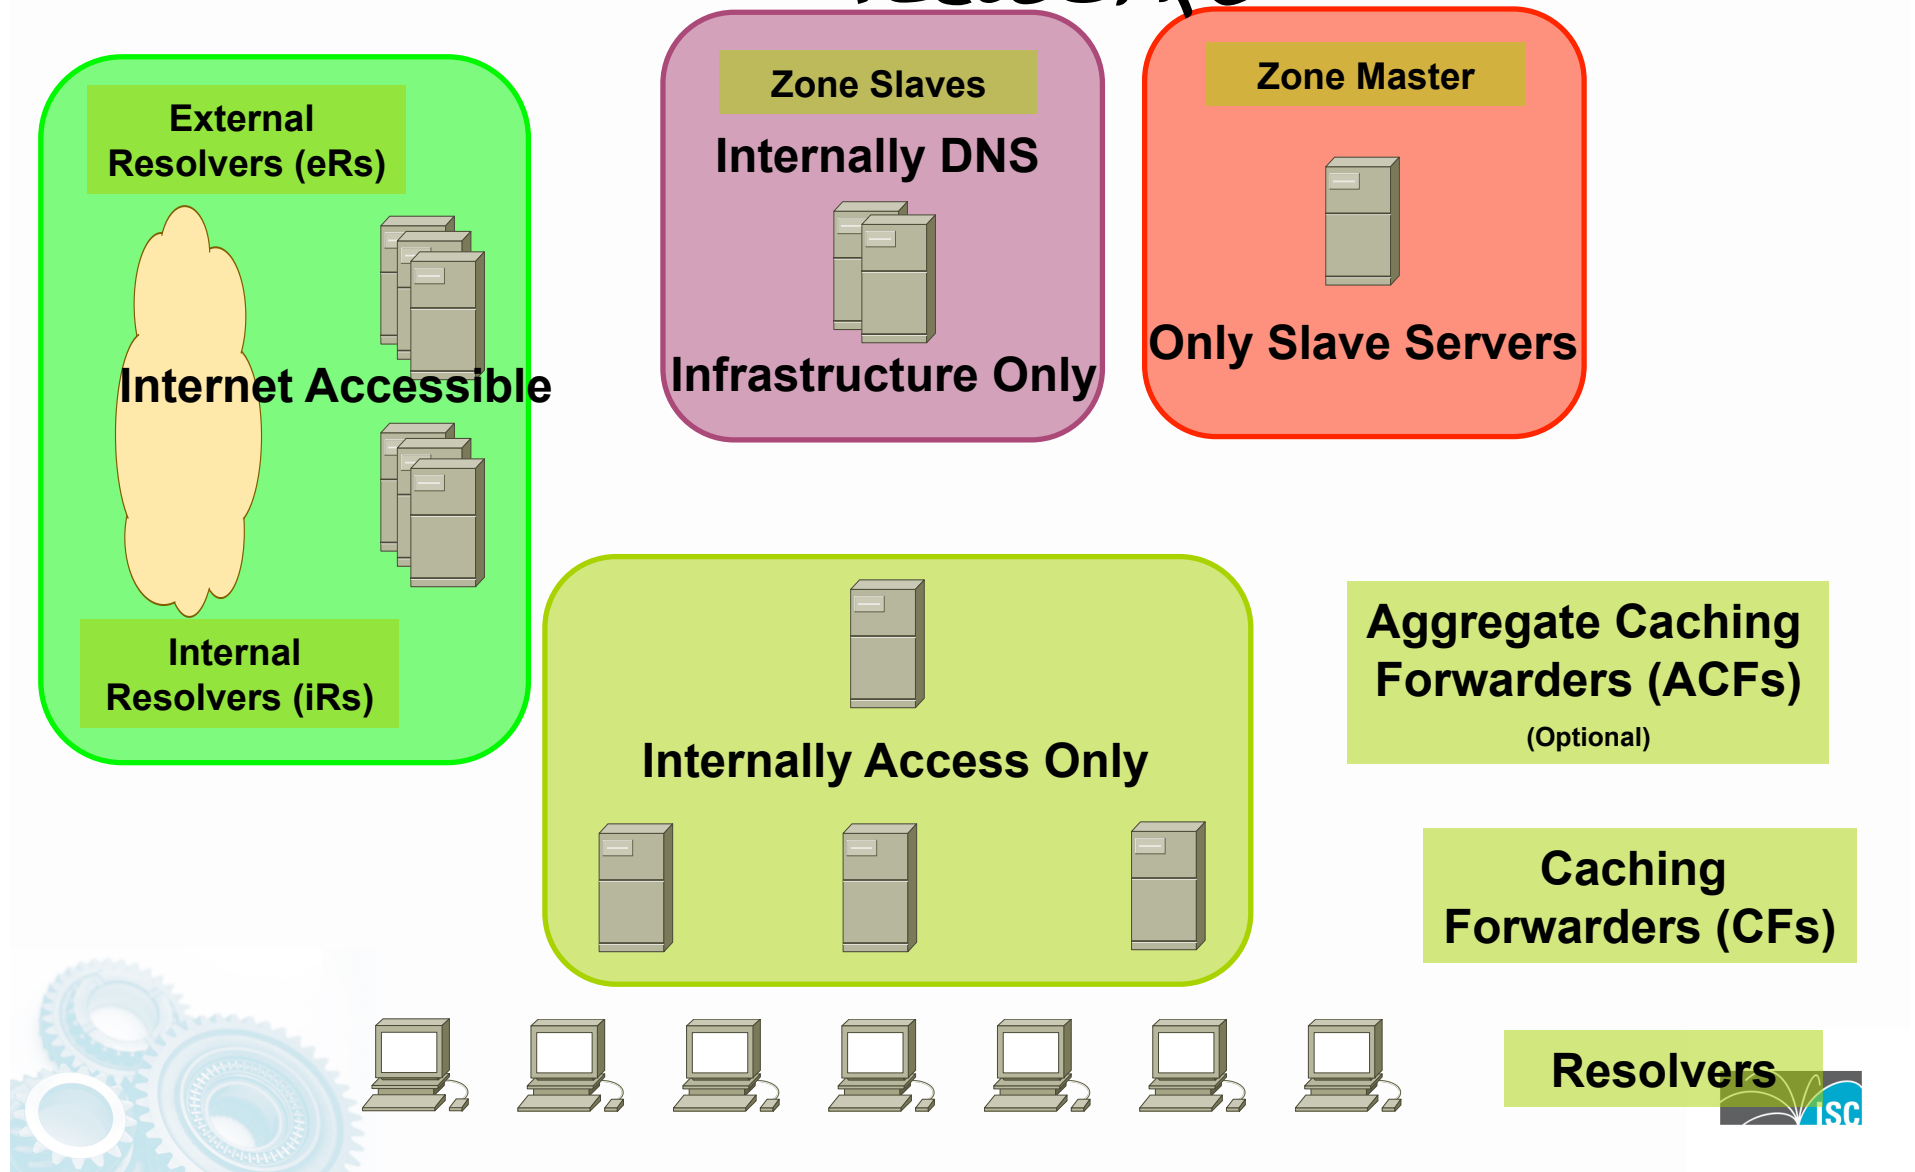 External
Resolvers (eRs)
Internet Accessible
Internal
Resolvers (iRs)
Zone Slaves
Internally DNS
Infrastructure Only
Zone Master
Only Slave Servers
Internally Access Only
Aggregate Caching
Forwarders (ACFs)
(Optional)
Caching
Forwarders (CFs)
Resolvers
isc